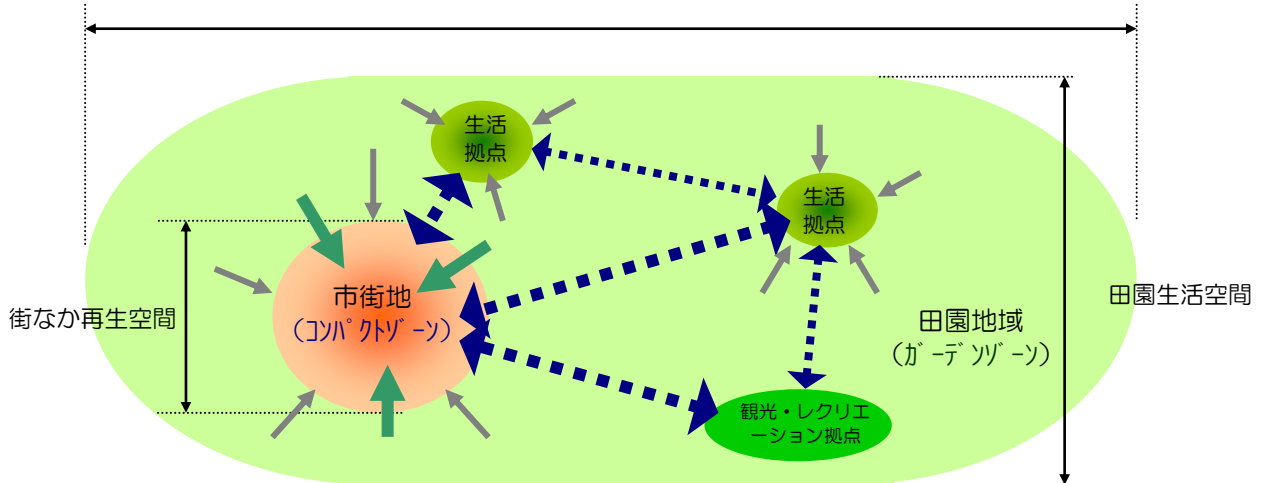 生活
拠点
生活
拠点
市街地
(ｺﾝﾊﾟｸﾄｿﾞｰﾝ)
街なか再生空間
田園生活空間
田園地域
(ｶﾞｰﾃﾞﾝｿﾞｰﾝ)
観光・レクリエ
ーション拠点